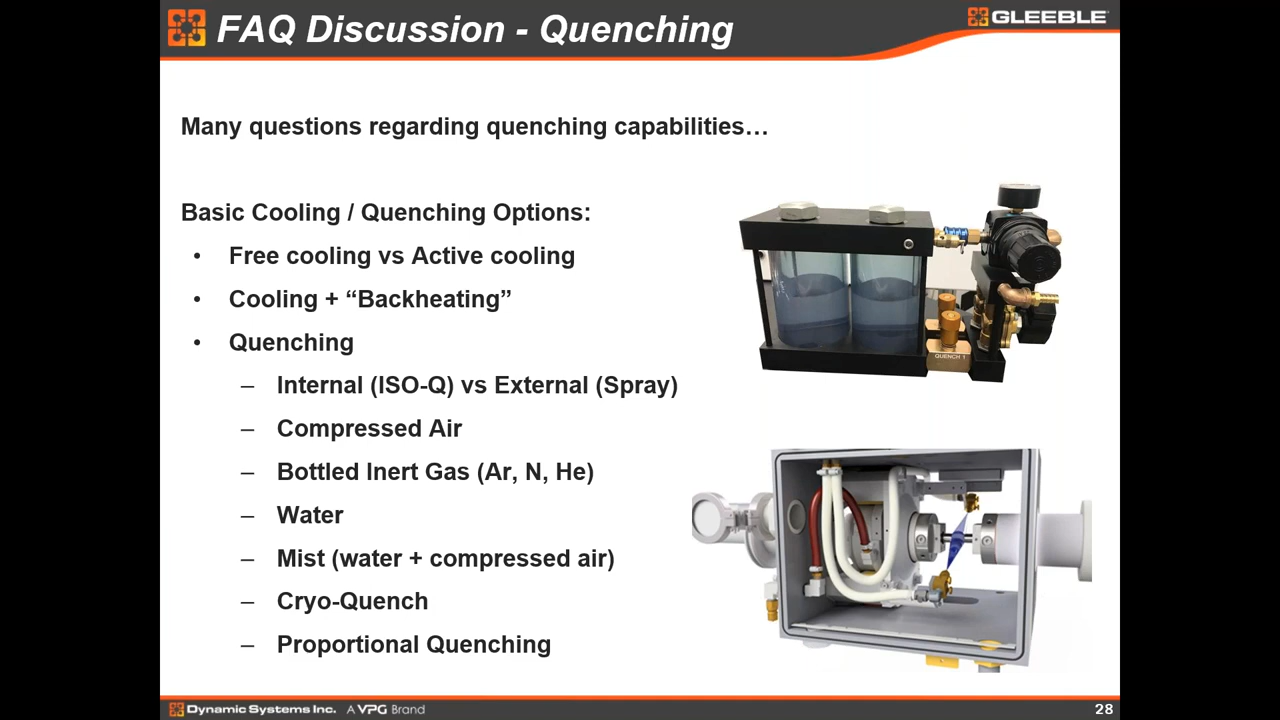 FAQ Discussion - Quenching
GLEEBLE®
Many questions regarding quenching capabilities…
Basic Cooling / Quenching Options:
• Free cooling vs Active cooling
• Cooling + “Backheating”
• Quenching
– Internal (ISO-Q) vs External (Spray)
– Compressed Air
– Bottled Inert Gas (Ar, N, He)
– Water
– Mist (water + compressed air)
– Cryo-Quench
– Proportional Quenching
QUENCH 1
Dynamic Systems Inc. A VPG Brand
28